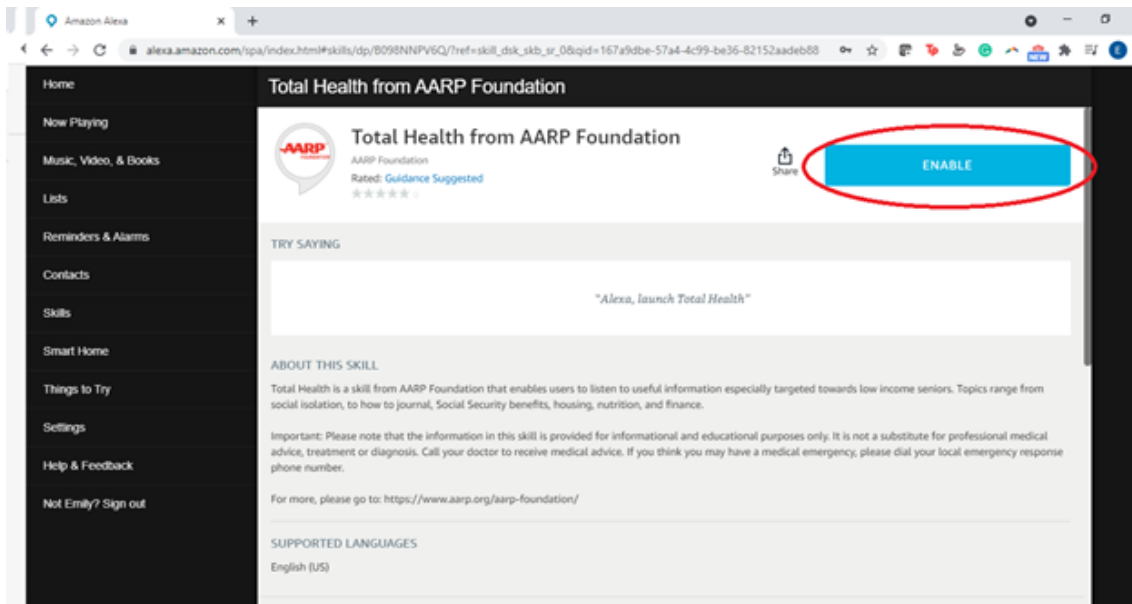 Amazon Alexa
alexa.amazon.com/spa/index.html#skills/dp/B098NNPV6Q/?ref=skill_dsk_skb_sr_0&qid=167a9dbe-57a4-4c99-be36-82152aadeb88
NEW
E
Home
Now Playing
Music, Video, & Books
Lists
Reminders & Alarms
Contacts
Skills
Smart Home
Things to Try
Settings
Help & Feedback
Not Emily? Sign out
Total Health from AARP Foundation
AARP
FOUNDATION
Total Health from AARP Foundation
AARP Foundation
Rated: Guidance Suggested
Share
ENABLE
TRY SAYING
"Alexa, launch Total Health"
ABOUT THIS SKILL
Total Health is a skill from AARP Foundation that enables users to listen to useful information especially targeted towards low income seniors. Topics range from
social isolation, to how to journal, Social Security benefits, housing, nutrition, and finance.
Important: Please note that the information in this skill is provided for informational and educational purposes only. It is not a substitute for professional medical
advice, treatment or diagnosis. Call your doctor to receive medical advice. If you think you may have a medical emergency, please dial your local emergency response
phone number.
For more, please go to: https://www.aarp.org/aarp-foundation/
SUPPORTED LANGUAGES
English (US)